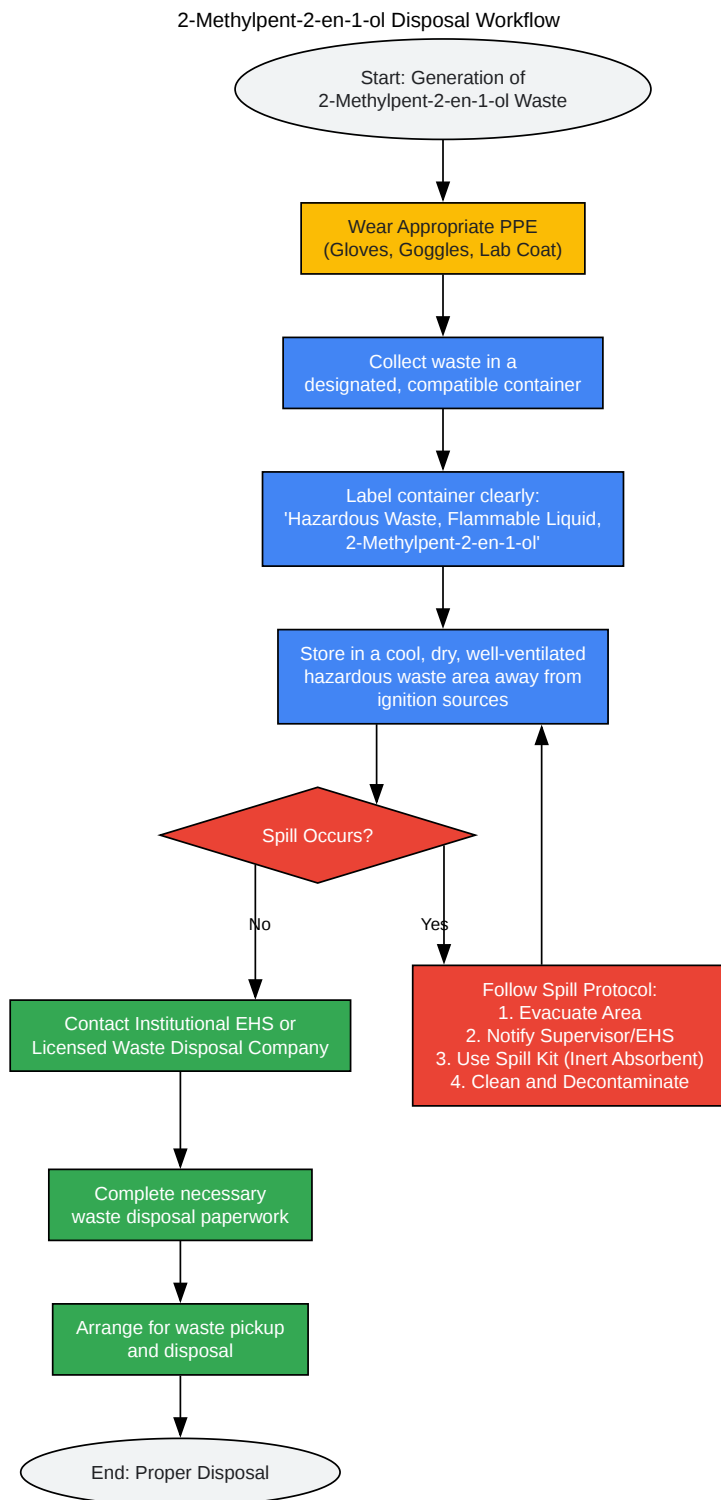 2-Methylpent-2-en-1-ol Disposal Workflow
Start: Generation of
2-Methylpent-2-en-1-ol Waste
Wear Appropriate PPE
(Gloves, Goggles, Lab Coat)
Collect waste in a
designated, compatible container
Label container clearly:
'Hazardous Waste, Flammable Liquid,
2-Methylpent-2-en-1-ol'
Store in a cool, dry, well-ventilated
hazardous waste area away from
ignition sources
Spill Occurs?
No
Yes
Follow Spill Protocol:
1. Evacuate Area
2. Notify Supervisor/EHS
3. Use Spill Kit (Inert Absorbent)
4. Clean and Decontaminate
Contact Institutional EHS or
Licensed Waste Disposal Company
Complete necessary
waste disposal paperwork
Arrange for waste pickup
and disposal
End: Proper Disposal